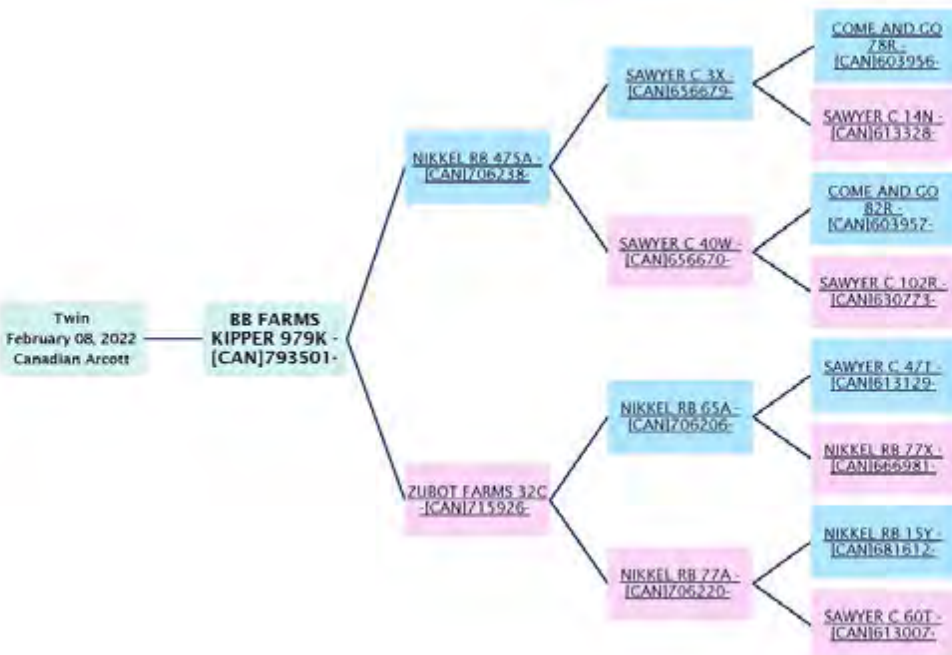 Twin
February 08, 2022
Canadian Arcott
BB FARMS
KIPPER 979K -
[CAN]793501-
NIKKEL RB 475A -
[CAN]706238-
ZUBOT FARMS 32C
-[CAN]715926-
SAWYER C 3X -
[CAN]656679-
SAWYER C 40W -
[CAN]656670-
NIKKEL RB 65A -
[CAN]706206-
NIKKEL RB 77A -
[CAN]706220-
COME AND GO
78R -
[CAN]603956-
SAWYER C 14N -
[CAN]613328-
COME AND GO
82R -
[CAN]603957-
SAWYER C 102R -
[CAN]630773-
SAWYER C 47T -
[CAN]613129-
NIKKEL RB 77X -
[CAN]666981-
NIKKEL RB 15Y -
[CAN]681612-
SAWYER C 60T -
[CAN]613007-